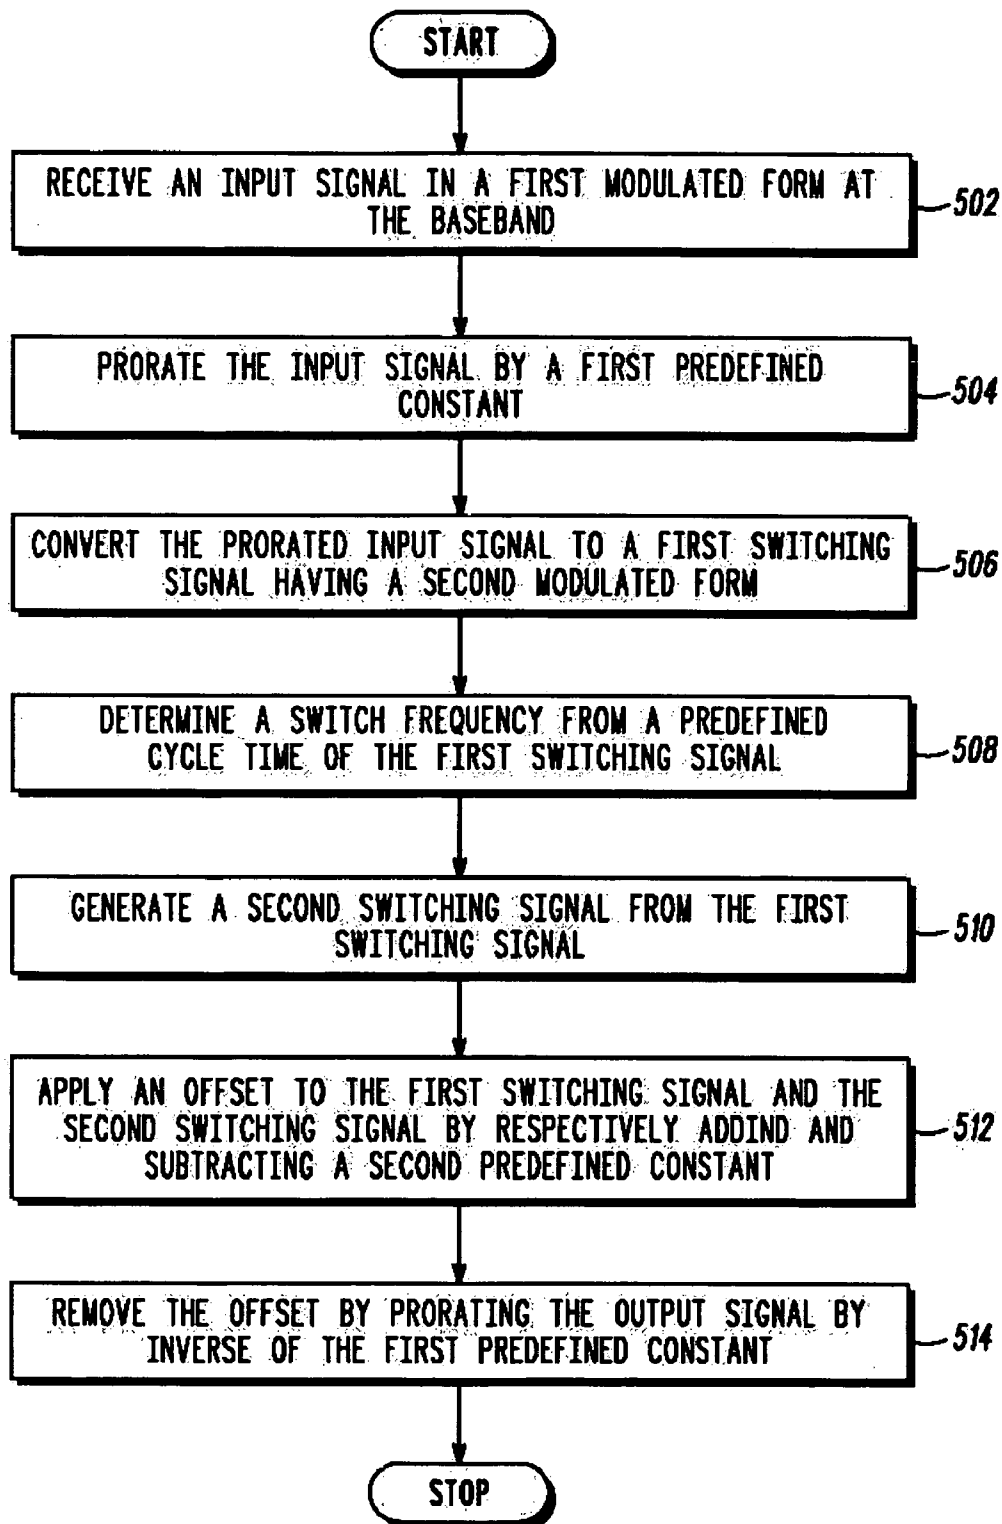 START
RECEIVE AN INPUT SIGNAL IN A FIRST MODULATED FORM AT
THE BASEBAND
502
PRORATE THE INPUT SIGNAL BY A FIRST PREDEFINED
CONSTANT
504
CONVERT THE PRORATED INPUT SIGNAL TO A FIRST SWITCHING
SIGNAL HAVING A SECOND MODULATED FORM
506
DETERMINE A SWITCH FREQUENCY FROM A PREDEFINED
CYCLE TIME OF THE FIRST SWITCHING SIGNAL
508
GENERATE A SECOND SWITCHING SIGNAL FROM THE FIRST
SWITCHING SIGNAL
510
APPLY AN OFFSET TO THE FIRST SWITCHING SIGNAL AND THE
SECOND SWITCHING SIGNAL BY RESPECTIVELY ADDIND AND
SUBTRACTING A SECOND PREDEFINED CONSTANT
512
REMOVE THE OFFSET BY PRORATING THE OUTPUT SIGNAL BY
INVERSE OF THE FIRST PREDEFINED CONSTANT
514
STOP